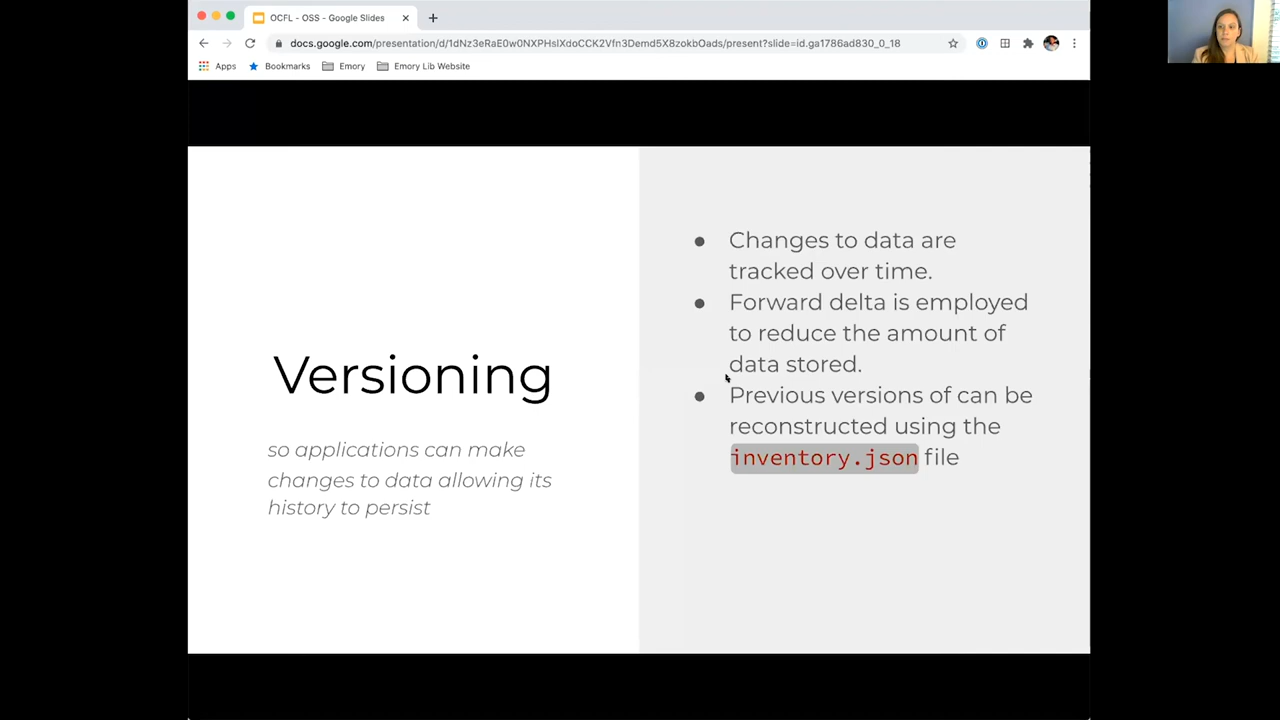 OCFL - OSS - Google Slides
docs.google.com/presentation/d/1dNz3eRaE0w0NXPHslXdoCCK2Vfn3Demd5X8zokbOads/present?slide=id.ga1786ad830_0_18
Apps
Bookmarks
Emory
Emory Lib Website
Versioning
so applications can make
changes to data allowing its
history to persist
● Changes to data are
tracked over time.
● Forward delta is employed
to reduce the amount of
data stored.
● Previous versions of can be
reconstructed using the
inventory.json file